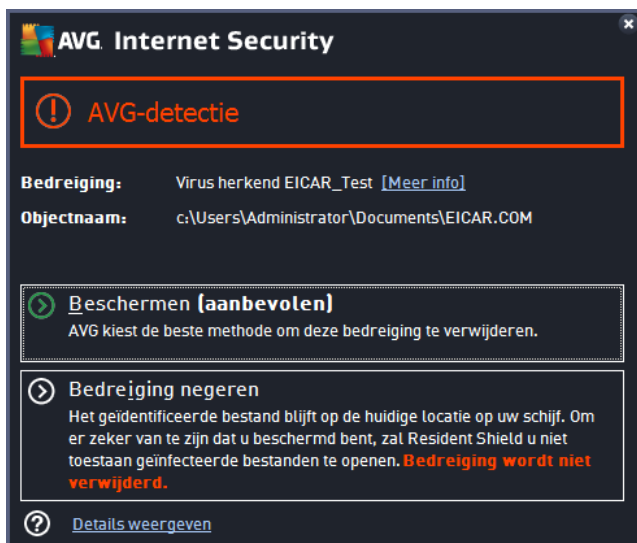 AVG. Internet Security
AVG-detectie
Bedreiging: Virus herkend EICAR_Test [Meer info]
Objectnaam: c:\Users\Administrator\Documents\EICAR.COM
Beschermen (aanbevolen)
AVG kiest de beste methode om deze bedreiging te verwijderen.
Bedreiging negeren
Het geïdentificeerde bestand blijft op de huidige locatie op uw schijf. Om
er zeker van te zijn dat u beschermd bent, zal Resident Shield u niet
toestaan geïnfecteerde bestanden te openen. Bedreiging wordt niet
verwijderd.
Details weergeven